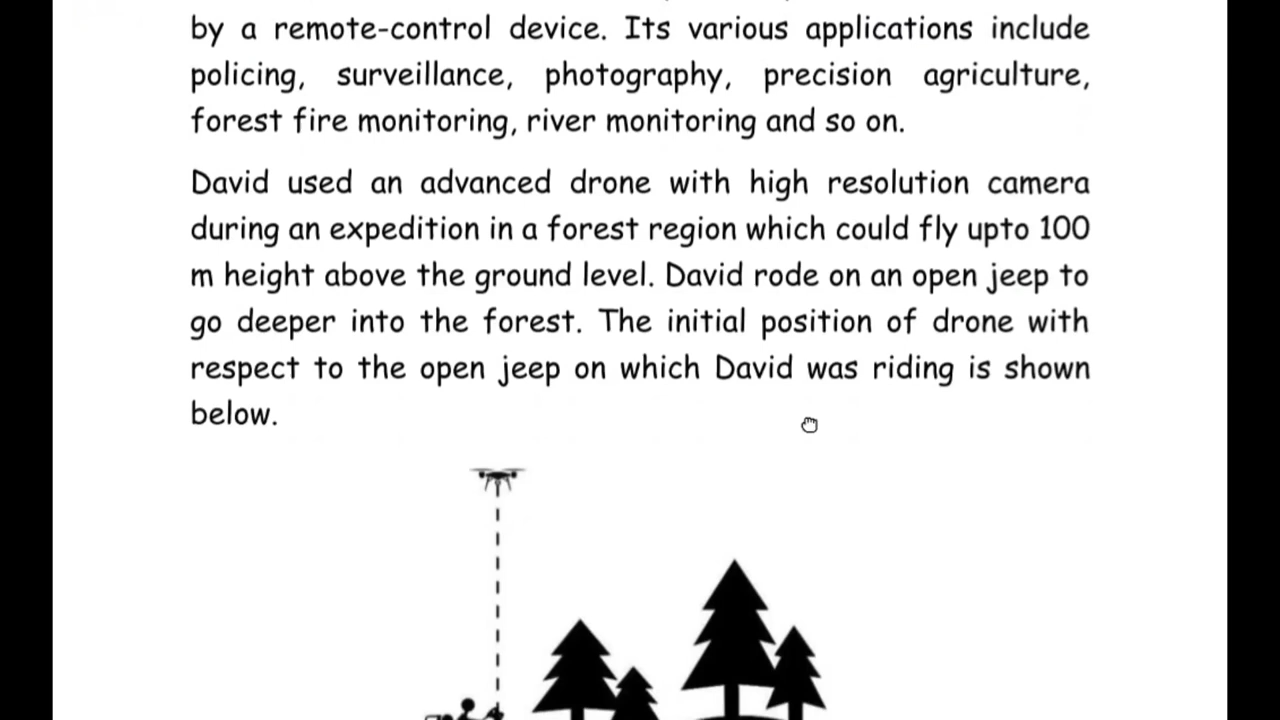 by a remote-control device. Its various applications include
policing, surveillance, photography, precision agriculture,
forest fire monitoring, river monitoring and so on.
David used an advanced drone with high resolution camera
during an expedition in a forest region which could fly upto 100
m height above the ground level. David rode on an open jeep to
go deeper into the forest. The initial position of drone with
respect to the open jeep on which David was riding is shown
below.